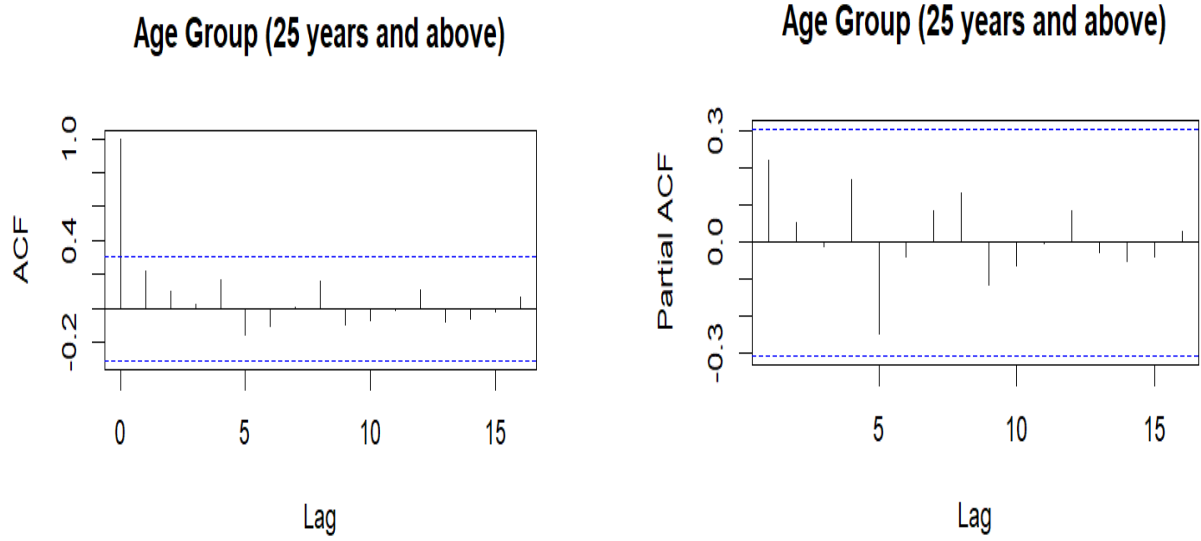 Age Group (25 years and above)
ACF
1.0
0.4
-0.2
0 5 10 15
Lag
Age Group (25 years and above)
Partial ACF
0.3
0.0
-0.3
5 10 15
Lag